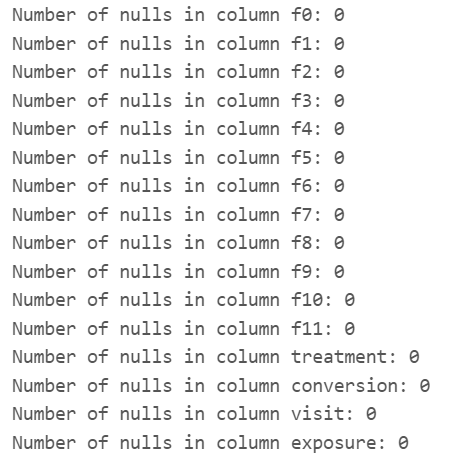 Number of nulls in column f0: 0
Number of nulls in column f1: 0
Number of nulls in column f2: 0
Number of nulls in column f3: 0
Number of nulls in column f4: 0
Number of nulls in column f5: 0
Number of nulls in column f6: 0
Number of nulls in column f7: 0
Number of nulls in column f8: 0
Number of nulls in column f9: 0
Number of nulls in column f10: 0
Number of nulls in column f11: 0
Number of nulls in column treatment: 0
Number of nulls in column conversion: 0
Number of nulls in column visit: 0
Number of nulls in column exposure: 0